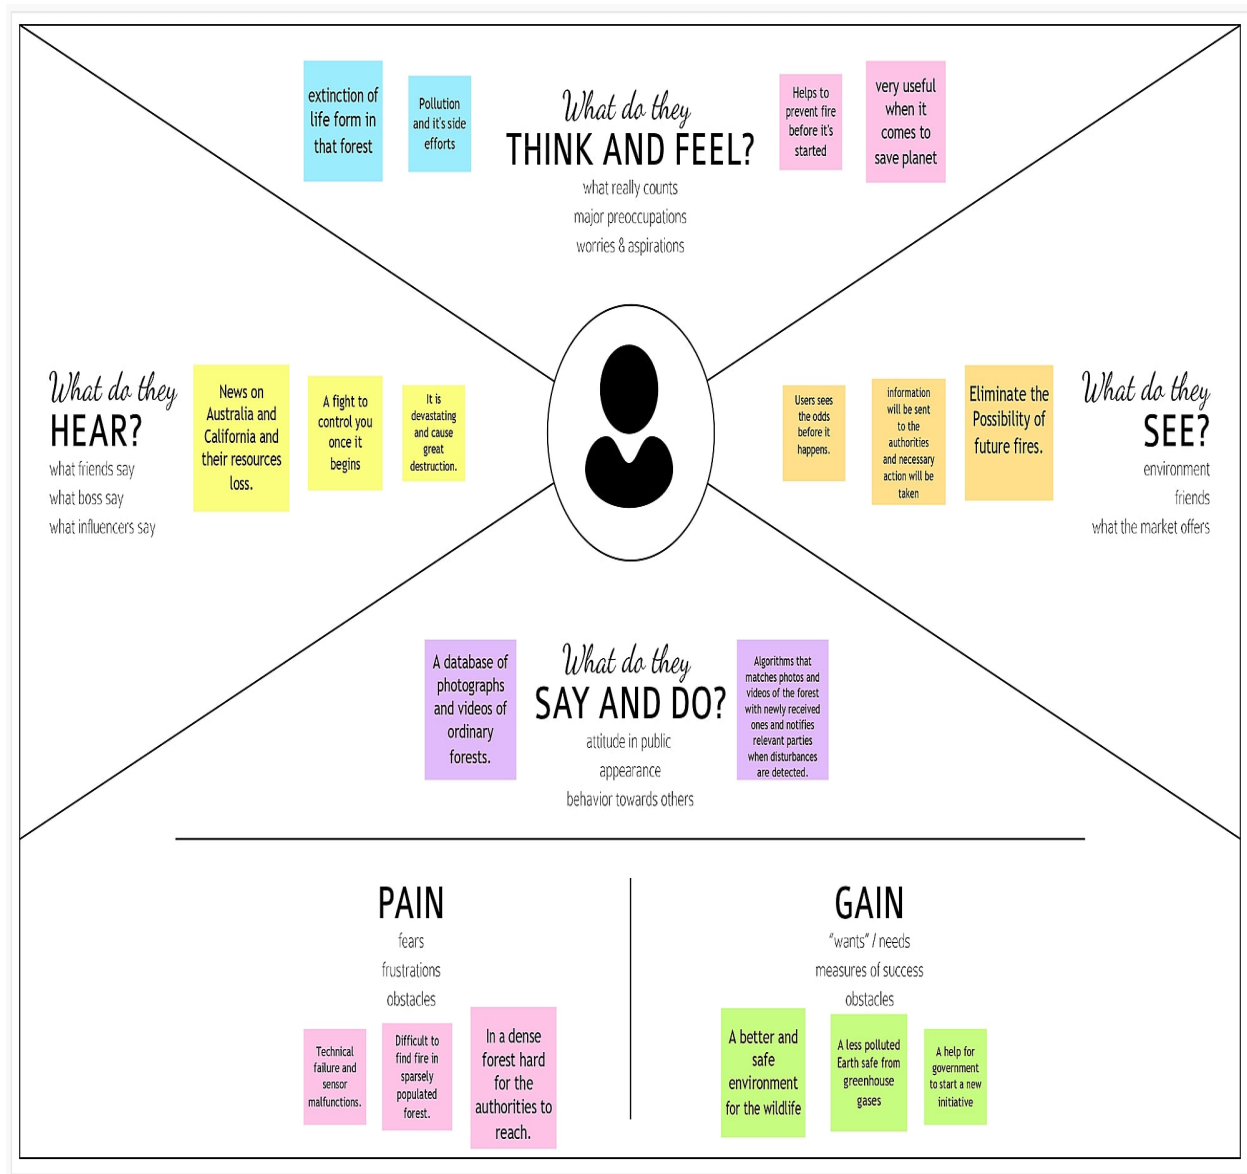 extinction of
life form in
that forest
Pollution
and it's side
efforts
What do they
THINK AND FEEL?
what really counts
major preoccupations
worries & aspirations
Helps to
prevent fire
before it's
started
very useful
when it
comes to
save planet
What do they
HEAR?
what friends say
what boss say
what influencers say
News on
Australia and
California and
their resources
loss.
A fight to
control you
once it
begins
It is
devastating
and cause
great
destruction.
Users sees
the odds
before it
happens.
information
will be sent
to the
authorities
and necessary
action will be
taken
Eliminate the
Possibility of
future fires.
What do they
SEE?
environment
friends
what the market offers
A database of
photographs
and videos of
ordinary
forests.
What do they
SAY AND DO?
attitude in public
appearance
behavior towards others
Algorithms that
matches photos and
videos of the forest
with newly received
ones and notifies
relevant parties
when disturbances
are detected.
PAIN
fears
frustrations
obstacles
Technical
failure and
sensor
malfunctions.
Difficult to
find fire in
sparsely
populated
forest.
In a dense
forest hard
for the
authorities to
reach.
GAIN
"wants" / needs
measures of success
obstacles
A better and
safe
environment
for the wildlife
A less polluted
Earth safe from
greenhouse
gases
A help for
government
to start a new
initiative